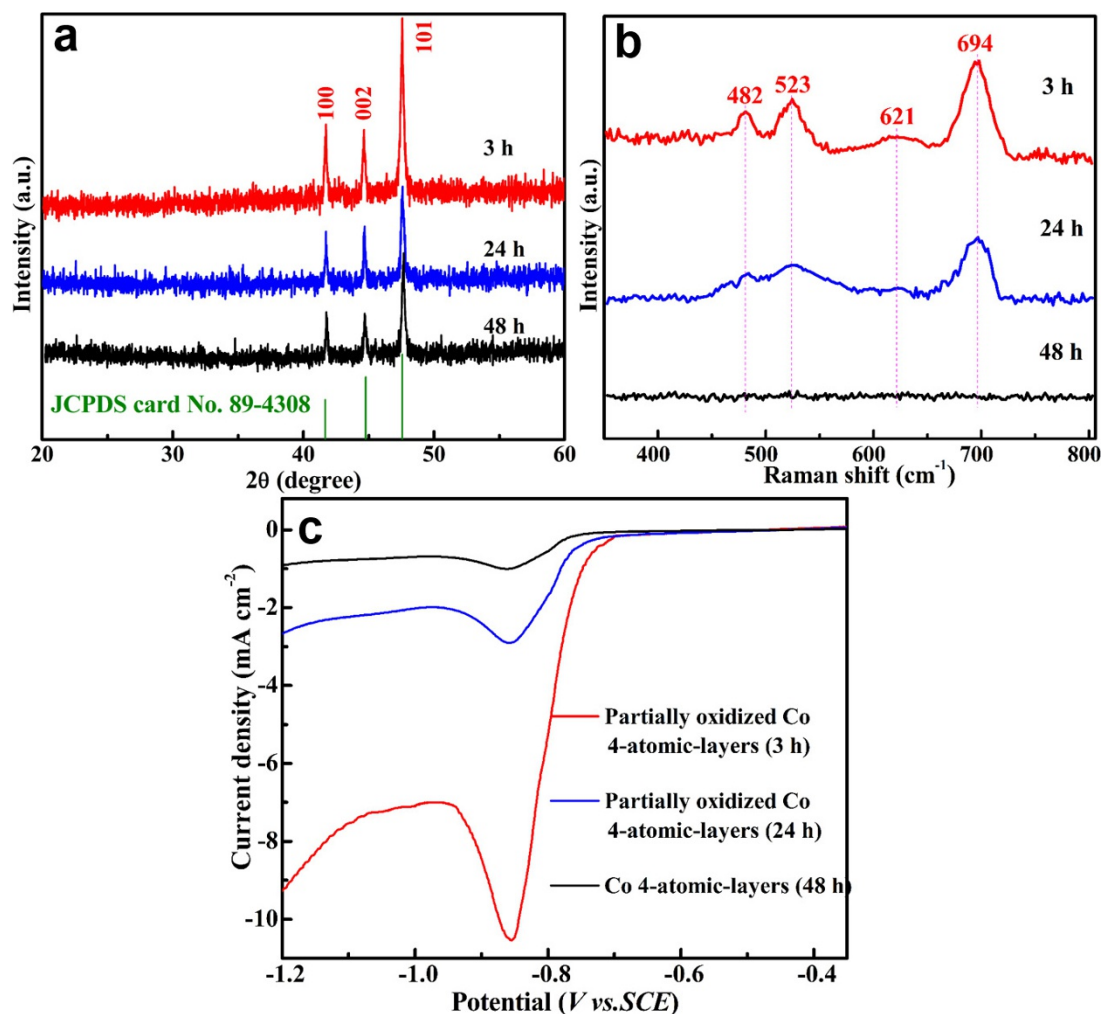 a
Intensity (a.u.)
100
002
101
3 h
24 h
48 h
JCPDS card No. 89-4308
20
30
40
50
60
2θ (degree)
b
Intensity (a.u.)
482
523
621
694
3 h
24 h
48 h
400
500
600
700
800
Raman shift (cm⁻¹)
c
Current density (mA cm⁻²)
0
-2
-4
-6
-8
-10
Partially oxidized Co
4-atomic-layers (3 h)
Partially oxidized Co
4-atomic-layers (24 h)
Co 4-atomic-layers (48 h)
-1.2
-1.0
-0.8
-0.6
-0.4
Potential (V vs.SCE)